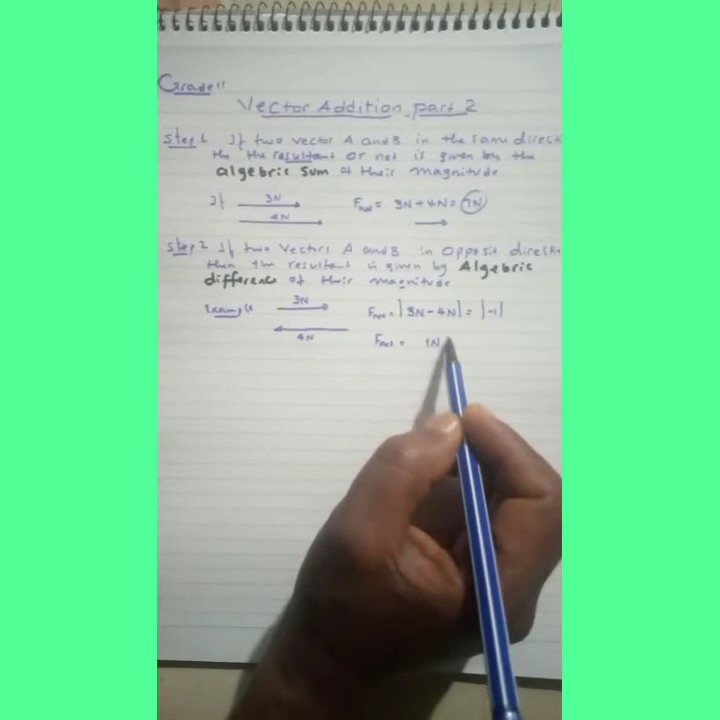 Grade 11
Vector Addition part 2
Step 1 If two vector A and B in the same direct
the the resultant or net is given by the
algebric sum of their magnitude
If 3N Fnet = 3N + 4N = 7N
4N
Step 2 If two Vectors A and B in opposit direct
then the resultant is given by Algebric
difference of their magnitude
Example 3N Fnet = |3N - 4N| = |-1|
4N Fnet = 1N